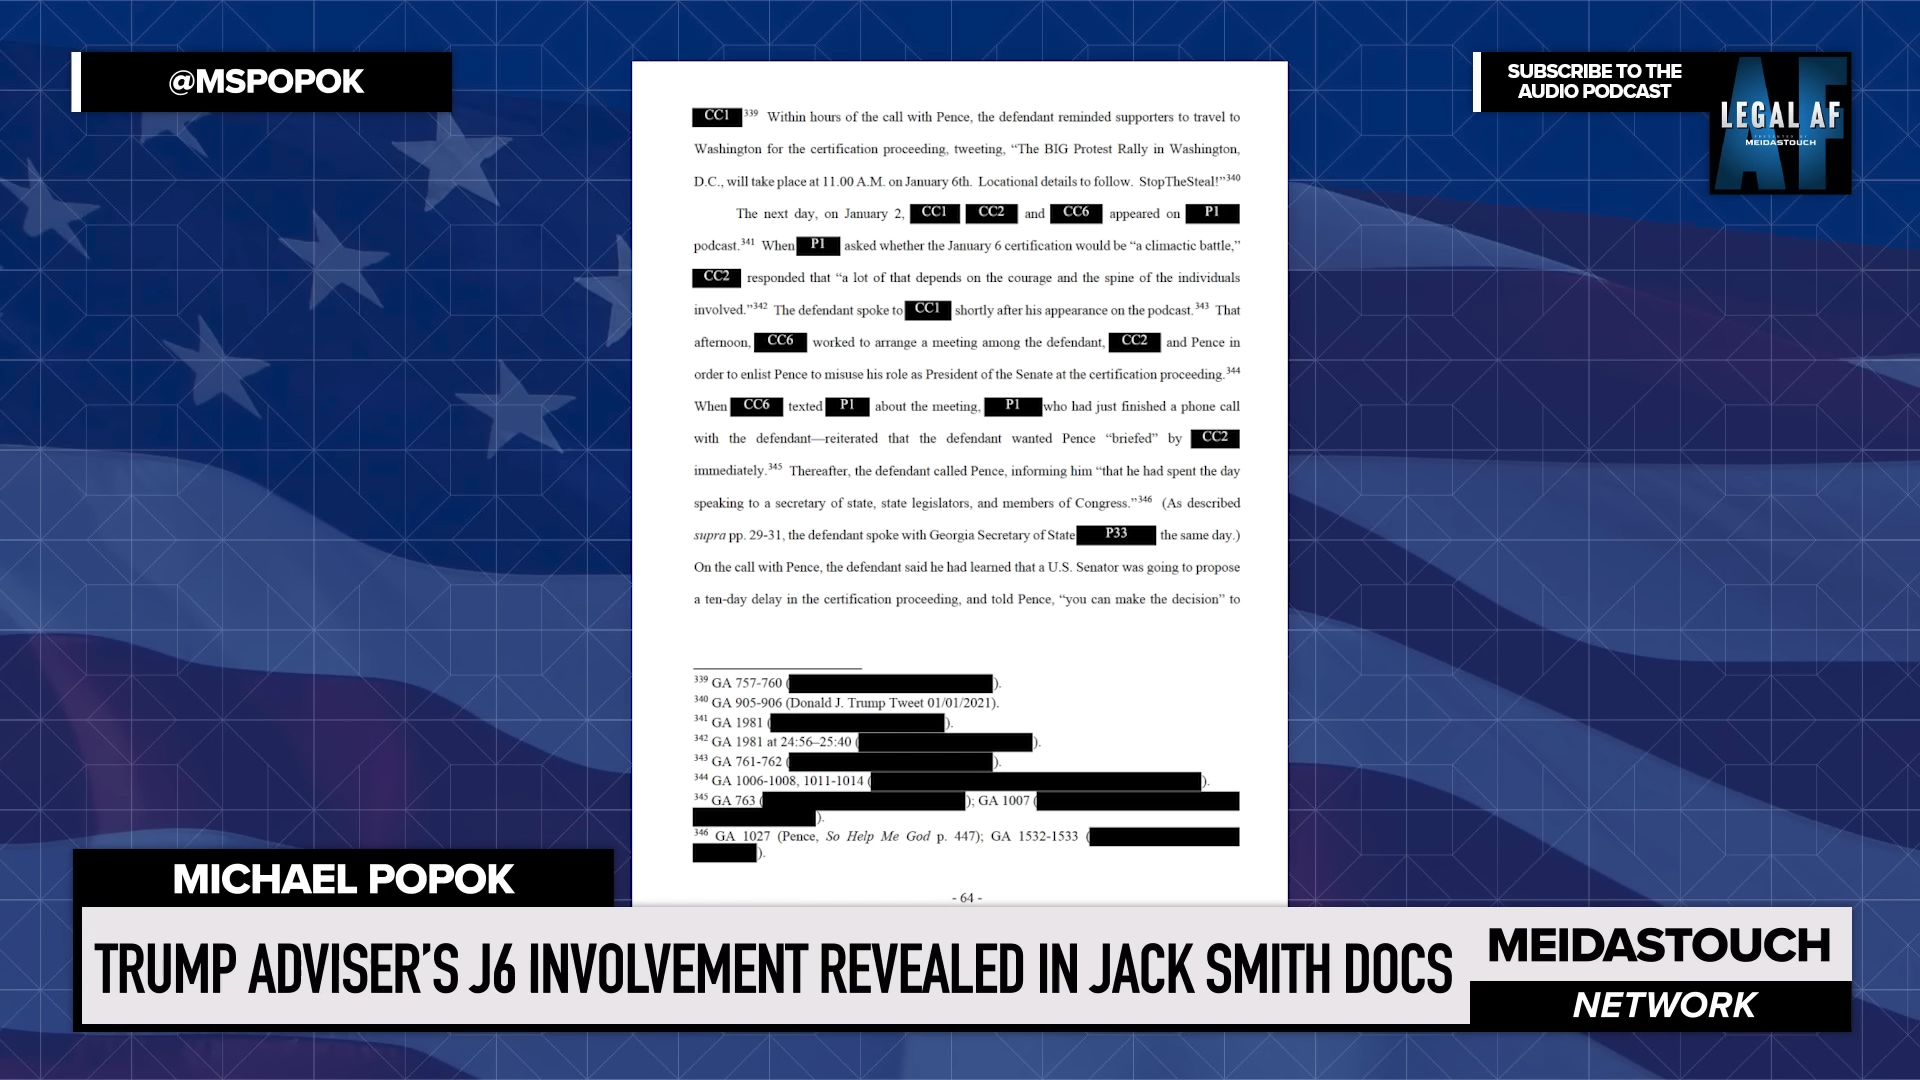 @MSPOPOK
SUBSCRIBE TO THE
AUDIO PODCAST
LEGAL AF
MEIDASTOUCH
CC1 339 Within hours of the call with Pence, the defendant reminded supporters to travel to
Washington for the certification proceeding, tweeting, “The BIG Protest Rally in Washington,
D.C., will take place at 11.00 A.M. on January 6th. Locational details to follow. StopTheSteal!”340
The next day, on January 2, CC1 CC2 and CC6 appeared on P1
podcast.341 When P1 asked whether the January 6 certification would be “a climactic battle,”
CC2 responded that “a lot of that depends on the courage and the spine of the individuals
involved.”342 The defendant spoke to CC1 shortly after his appearance on the podcast.343 That
afternoon, CC6 worked to arrange a meeting among the defendant, CC2 and Pence in
order to enlist Pence to misuse his role as President of the Senate at the certification proceeding.344
When CC6 texted P1 about the meeting, P1 who had just finished a phone call
with the defendant—reiterated that the defendant wanted Pence “briefed” by CC2
immediately.345 Thereafter, the defendant called Pence, informing him “that he had spent the day
speaking to a secretary of state, state legislators, and members of Congress.”346 (As described
supra pp. 29-31, the defendant spoke with Georgia Secretary of State P33 the same day.)
On the call with Pence, the defendant said he had learned that a U.S. Senator was going to propose
a ten-day delay in the certification proceeding, and told Pence, “you can make the decision” to
339 GA 757-760 ( ).
340 GA 905-906 (Donald J. Trump Tweet 01/01/2021).
341 GA 1981 ( ).
342 GA 1981 at 24:56–25:40 ( ).
343 GA 761-762 ( ).
344 GA 1006-1008, 1011-1014 ( ).
345 GA 763 ( ); GA 1007 (
).
346 GA 1027 (Pence, So Help Me God p. 447); GA 1532-1533 (
).
- 64 -
MICHAEL POPOK
TRUMP ADVISER’S J6 INVOLVEMENT REVEALED IN JACK SMITH DOCS
MEIDASTOUCH
NETWORK